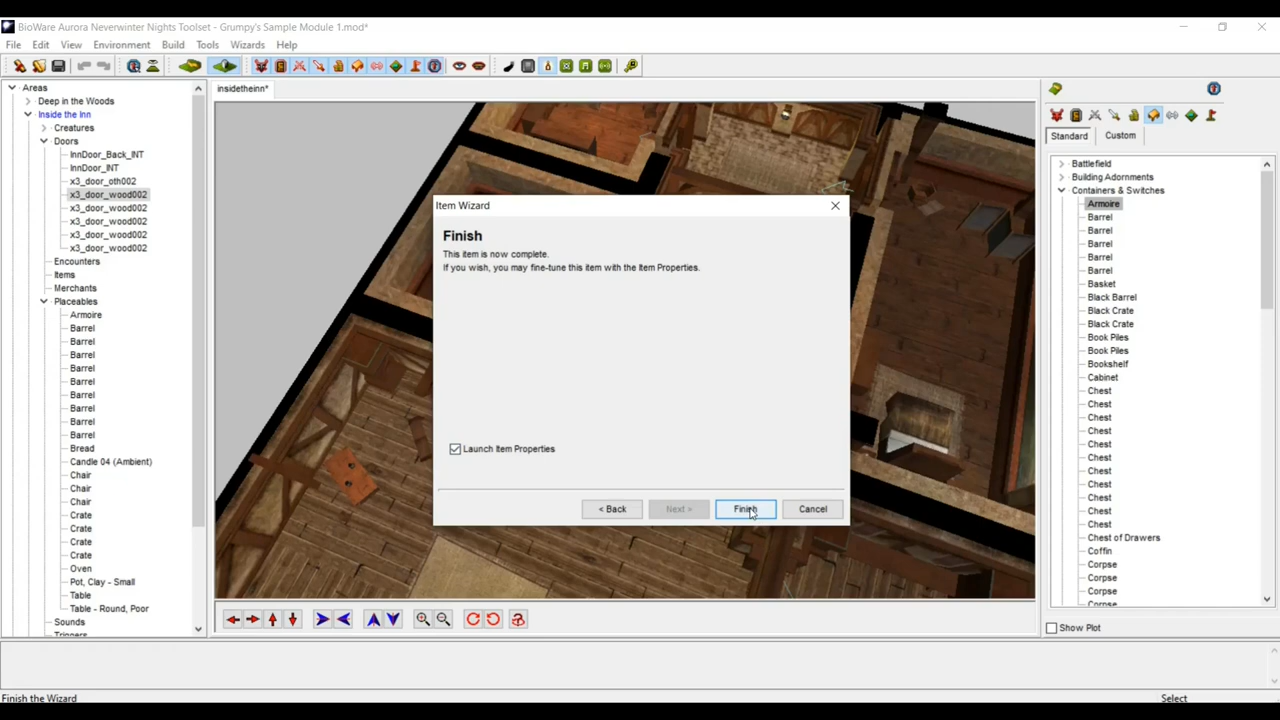 BioWare Aurora Neverwinter Nights Toolset - Grumpy's Sample Module 1.mod*
File Edit View Environment Build Tools Wizards Help
Areas
Deep in the Woods
Inside the Inn
Creatures
Doors
InnDoor_Back_INT
InnDoor_INT
x3_door_oth002
x3_door_wood002
x3_door_wood002
x3_door_wood002
x3_door_wood002
x3_door_wood002
Encounters
Items
Merchants
Placeables
Armoire
Barrel
Barrel
Barrel
Barrel
Barrel
Barrel
Barrel
Barrel
Barrel
Bread
Candle 04 (Ambient)
Chair
Chair
Chair
Crate
Crate
Crate
Crate
Oven
Pot, Clay - Small
Table
Table - Round, Poor
Sounds
Triggers
insidetheinn*
Item Wizard
Finish
This item is now complete.
If you wish, you may fine-tune this item with the Item Properties.
Launch Item Properties
< Back Next > Finish Cancel
Standard Custom
Battlefield
Building Adornments
Containers & Switches
Armoire
Barrel
Barrel
Barrel
Barrel
Barrel
Basket
Black Barrel
Black Crate
Black Crate
Book Piles
Book Piles
Bookshelf
Cabinet
Chest
Chest
Chest
Chest
Chest
Chest
Chest
Chest
Chest
Chest
Chest
Chest of Drawers
Coffin
Corpse
Corpse
Corpse
Corpse
Show Plot
Finish the Wizard
Select